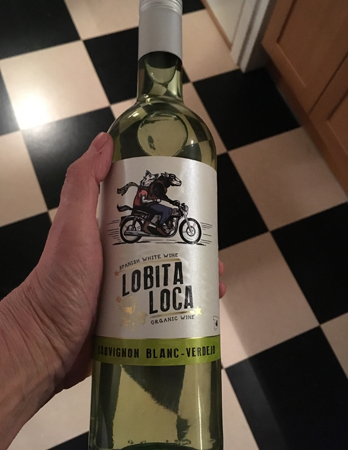 SPANISH WHITE WINE
LOBITA
LOCA
ORGANIC WINE
SAUVIGNON BLANC-VERDEJO